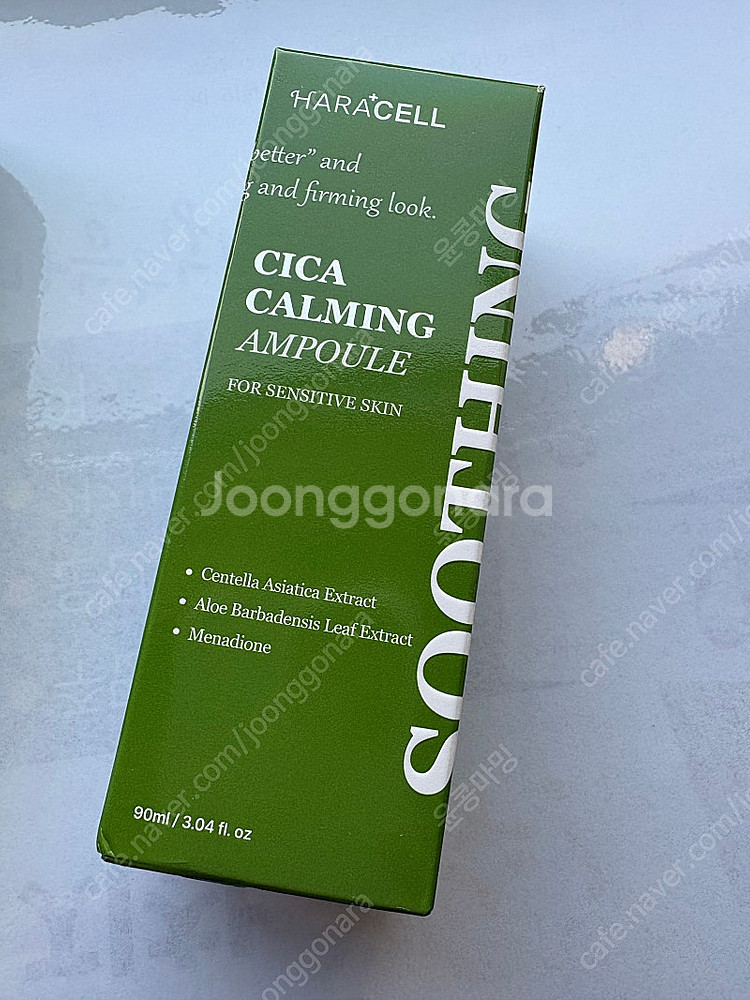 HARA+CELL
better” and
g and firming look.
CICA
CALMING
AMPOULE
FOR SENSITIVE SKIN
SOOTHING
• Centella Asiatica Extract
• Aloe Barbadensis Leaf Extract
• Menadione
90ml / 3.04 fl. oz
Joonggonara
cafe.naver.com/joonggonara